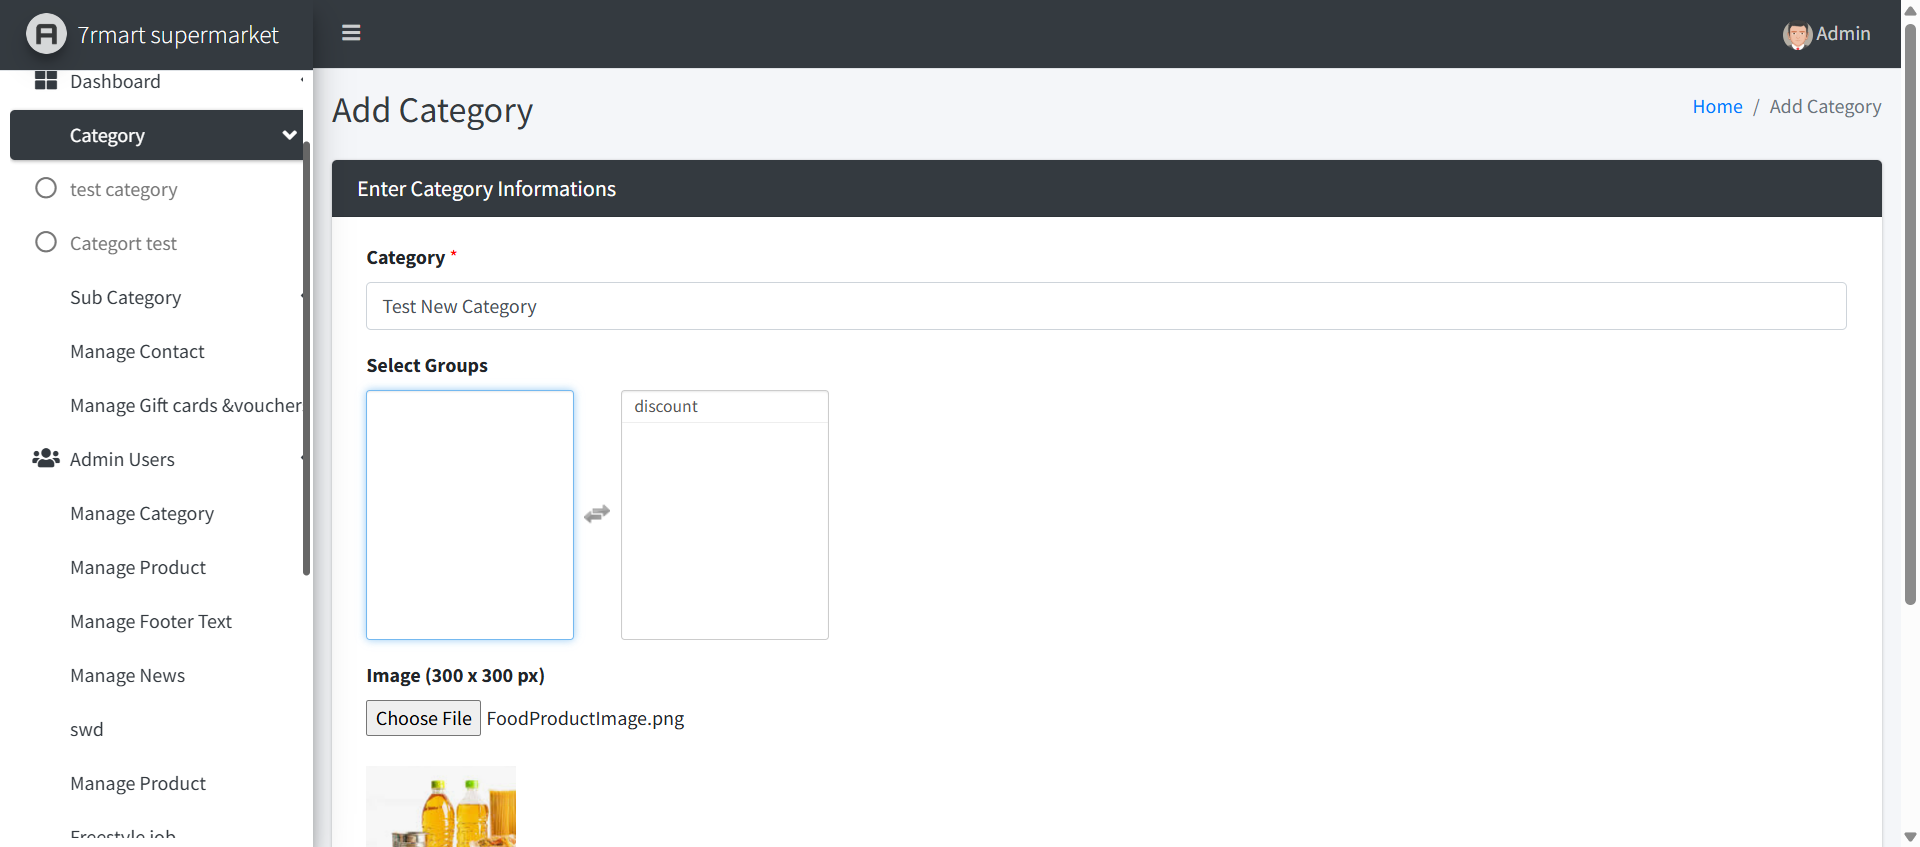 7rmart supermarket
Admin
Dashboard
Category
test category
Categort test
Sub Category
Manage Contact
Manage Gift cards &voucher
Admin Users
Manage Category
Manage Product
Manage Footer Text
Manage News
swd
Manage Product
Freestyle job
Add Category
Home / Add Category
Enter Category Informations
Category *
Test New Category
Select Groups
discount
Image (300 x 300 px)
Choose File FoodProductImage.png